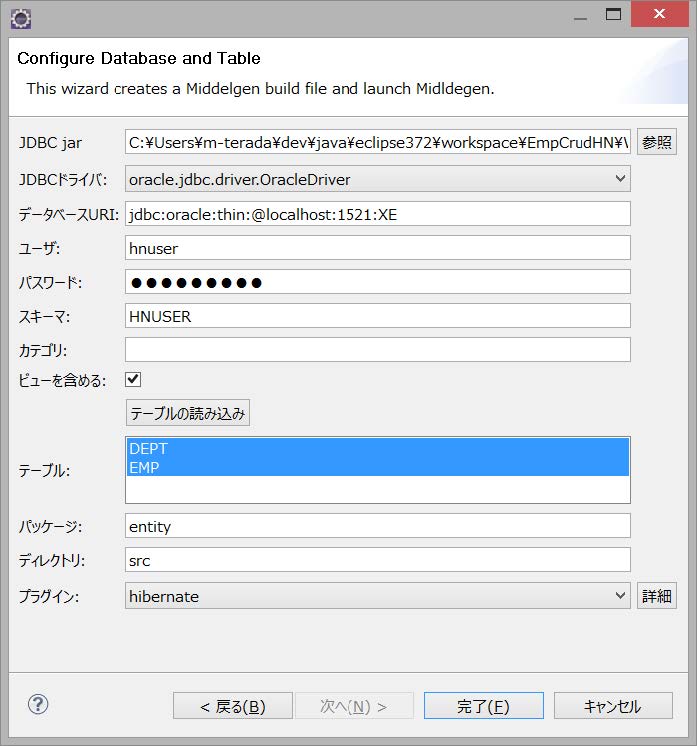 Configure Database and Table
This wizard creates a Middelgen build file and launch Midldegen.
JDBC jar C:¥Users¥m-terada¥dev¥java¥eclipse372¥workspace¥EmpCrudHN¥ 参照
JDBCドライバ: oracle.jdbc.driver.OracleDriver
データベースURI: jdbc:oracle:thin:@localhost:1521:XE
ユーザ: hnuser
パスワード: ●●●●●●●●●
スキーマ: HNUSER
カテゴリ:
ビューを含める:
テーブルの読み込み
DEPT
テーブル: EMP
パッケージ: entity
ディレクトリ: src
プラグイン: hibernate 詳細
< 戻る(B) 次へ(N) > 完了(F) キャンセル